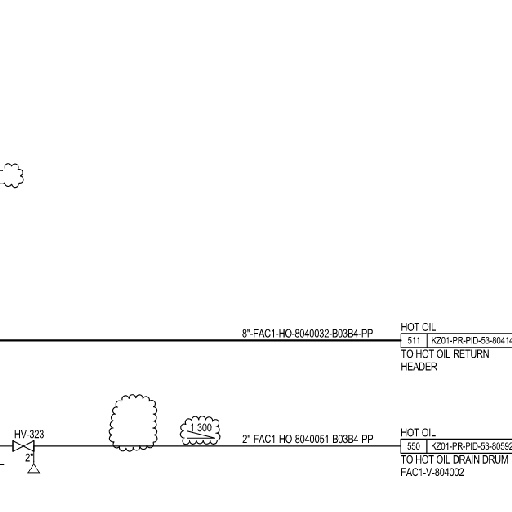 8"-FAC1-HO-8040032-B03B4-PP
HOT OIL
511 KZ01-PR-PID-53-80414
TO HOT OIL RETURN
HEADER
HV-323
2"
1.300
2"-FAC1-HO-8040061-B03B4-PP
HOT OIL
550 KZ01-PR-PID-53-80592
TO HOT OIL DRAIN DRUM
FAC1-V-804002